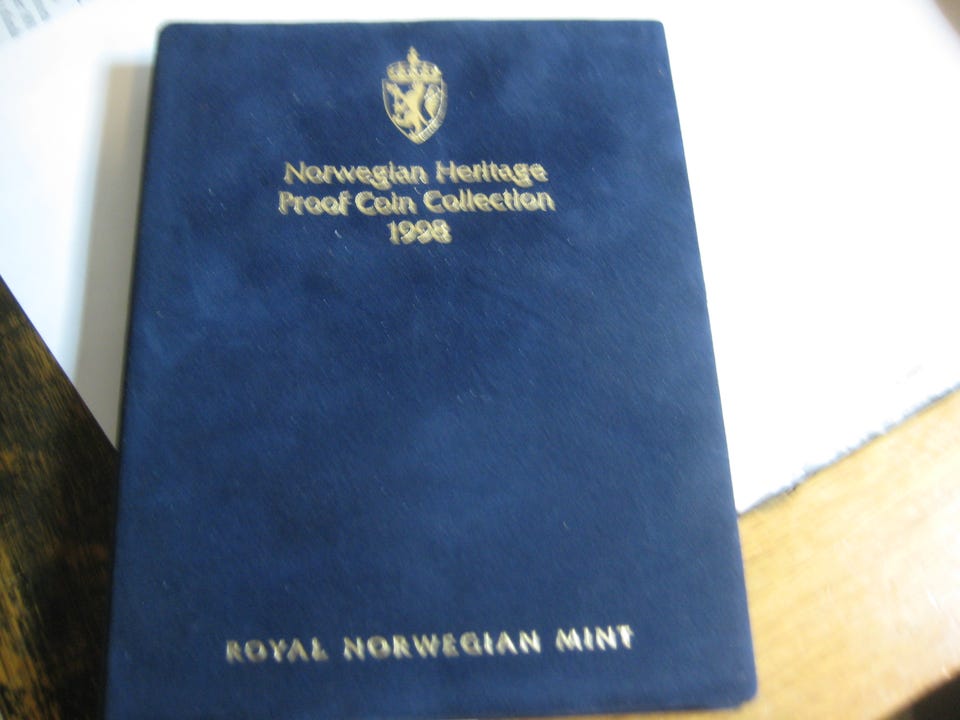 Norwegian Heritage
Proof Coin Collection
1998
ROYAL NORWEGIAN MINT